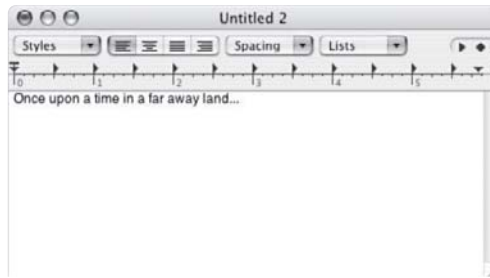 Untitled 2
Styles Spacing Lists
0 1 2 3 4 5
Once upon a time in a far away land...